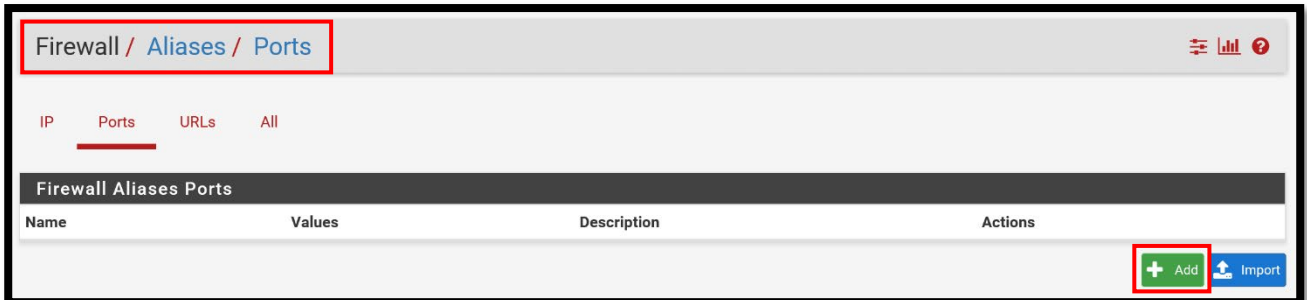 Firewall / Aliases / Ports
IP Ports URLs All
Firewall Aliases Ports
Name Values Description Actions
Add Import